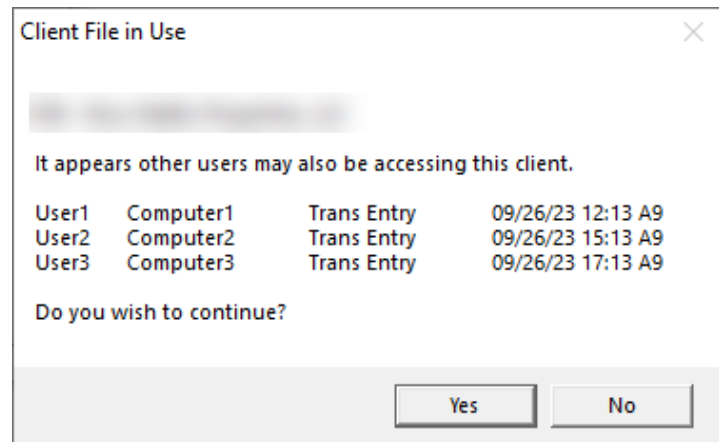 Client File in Use
It appears other users may also be accessing this client.
User1 Computer1 Trans Entry 09/26/23 12:13 A9
User2 Computer2 Trans Entry 09/26/23 15:13 A9
User3 Computer3 Trans Entry 09/26/23 17:13 A9
Do you wish to continue?
Yes No